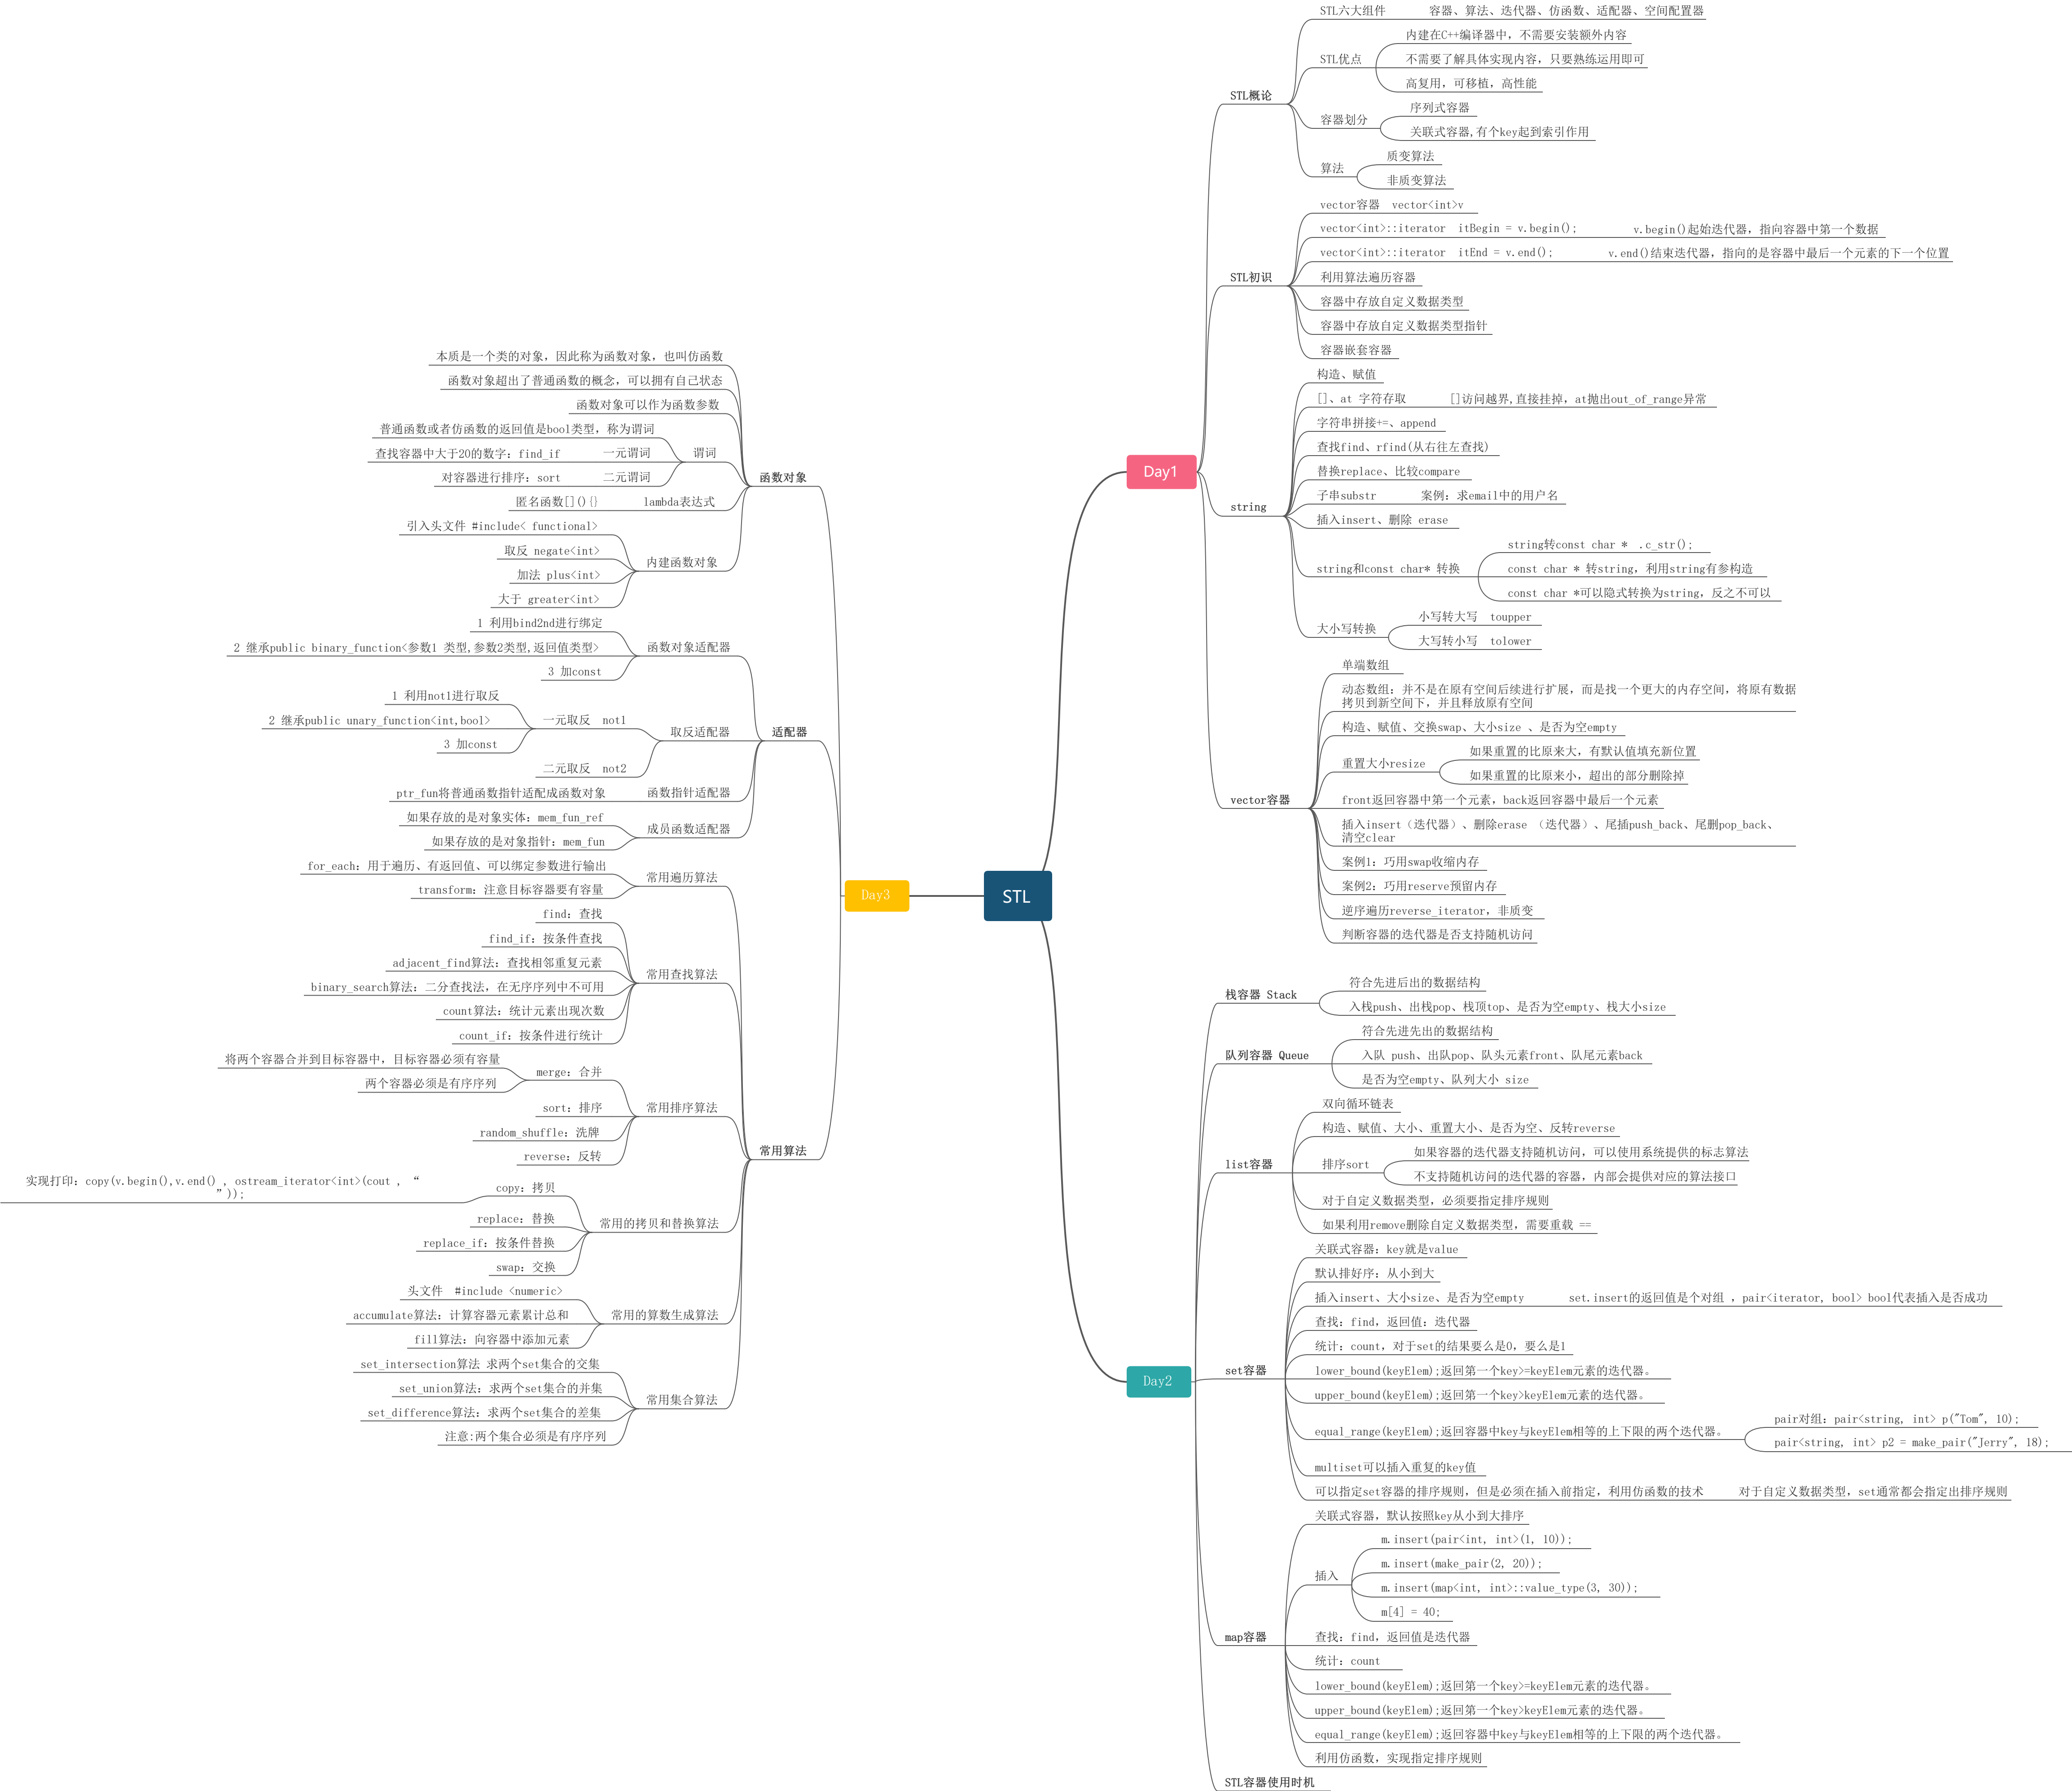 STL
Day1
STL概论
STL六大组件
容器、算法、迭代器、仿函数、适配器、空间配置器
STL优点
内建在C++编译器中，不需要安装额外内容
不需要了解具体实现内容，只要熟练运用即可
高复用，可移植，高性能
容器划分
序列式容器
关联式容器,有个key起到索引作用
算法
质变算法
非质变算法
STL初识
vector容器 vector<int>v
vector<int>::iterator itBegin = v.begin();
v.begin()起始迭代器，指向容器中第一个数据
vector<int>::iterator itEnd = v.end();
v.end()结束迭代器，指向的是容器中最后一个元素的下一个位置
利用算法遍历容器
容器中存放自定义数据类型
容器中存放自定义数据类型指针
容器嵌套容器
string
构造、赋值
[]、at 字符存取
[]访问越界,直接挂掉，at抛出out_of_range异常
字符串拼接+=、append
查找find、rfind(从右往左查找)
替换replace、比较compare
子串substr
案例：求email中的用户名
插入insert、删除 erase
string和const char* 转换
string转const char * .c_str();
const char * 转string，利用string有参构造
const char *可以隐式转换为string，反之不可以
大小写转换
小写转大写 toupper
大写转小写 tolower
vector容器
单端数组
动态数组：并不是在原有空间后续进行扩展，而是找一个更大的内存空间，将原有数据
拷贝到新空间下，并且释放原有空间
构造、赋值、交换swap、大小size 、是否为空empty
重置大小resize
如果重置的比原来大，有默认值填充新位置
如果重置的比原来小，超出的部分删除掉
front返回容器中第一个元素，back返回容器中最后一个元素
插入insert（迭代器）、删除erase （迭代器）、尾插push_back、尾删pop_back、
清空clear
案例1：巧用swap收缩内存
案例2：巧用reserve预留内存
逆序遍历reverse_iterator，非质变
判断容器的迭代器是否支持随机访问
Day2
栈容器 Stack
符合先进后出的数据结构
入栈push、出栈pop、栈顶top、是否为空empty、栈大小size
队列容器 Queue
符合先进先出的数据结构
入队 push、出队pop、队头元素front、队尾元素back
是否为空empty、队列大小 size
list容器
双向循环链表
构造、赋值、大小、重置大小、是否为空、反转reverse
排序sort
如果容器的迭代器支持随机访问，可以使用系统提供的标志算法
不支持随机访问的迭代器的容器，内部会提供对应的算法接口
对于自定义数据类型，必须要指定排序规则
如果利用remove删除自定义数据类型，需要重载 ==
set容器
关联式容器：key就是value
默认排好序：从小到大
插入insert、大小size、是否为空empty
set.insert的返回值是个对组 ，pair<iterator, bool> bool代表插入是否成功
查找：find，返回值：迭代器
统计：count，对于set的结果要么是0，要么是1
lower_bound(keyElem);返回第一个key>=keyElem元素的迭代器。
upper_bound(keyElem);返回第一个key>keyElem元素的迭代器。
equal_range(keyElem);返回容器中key与keyElem相等的上下限的两个迭代器。
pair对组：pair<string, int> p("Tom", 10);
pair<string, int> p2 = make_pair("Jerry", 18);
multiset可以插入重复的key值
可以指定set容器的排序规则，但是必须在插入前指定，利用仿函数的技术
对于自定义数据类型，set通常都会指定出排序规则
map容器
关联式容器，默认按照key从小到大排序
插入
m.insert(pair<int, int>(1, 10));
m.insert(make_pair(2, 20));
m.insert(map<int, int>::value_type(3, 30));
m[4] = 40;
查找：find，返回值是迭代器
统计：count
lower_bound(keyElem);返回第一个key>=keyElem元素的迭代器。
upper_bound(keyElem);返回第一个key>keyElem元素的迭代器。
equal_range(keyElem);返回容器中key与keyElem相等的上下限的两个迭代器。
利用仿函数，实现指定排序规则
STL容器使用时机
Day3
函数对象
本质是一个类的对象，因此称为函数对象，也叫仿函数
函数对象超出了普通函数的概念，可以拥有自己状态
函数对象可以作为函数参数
谓词
普通函数或者仿函数的返回值是bool类型，称为谓词
一元谓词
查找容器中大于20的数字：find_if
二元谓词
对容器进行排序：sort
lambda表达式
匿名函数[](){}
内建函数对象
引入头文件 #include< functional>
取反 negate<int>
加法 plus<int>
大于 greater<int>
适配器
函数对象适配器
1 利用bind2nd进行绑定
2 继承public binary_function<参数1 类型,参数2类型,返回值类型>
3 加const
取反适配器
一元取反 not1
1 利用not1进行取反
2 继承public unary_function<int,bool>
3 加const
二元取反 not2
函数指针适配器
ptr_fun将普通函数指针适配成函数对象
成员函数适配器
如果存放的是对象实体：mem_fun_ref
如果存放的是对象指针：mem_fun
常用算法
常用遍历算法
for_each：用于遍历、有返回值、可以绑定参数进行输出
transform：注意目标容器要有容量
常用查找算法
find：查找
find_if：按条件查找
adjacent_find算法：查找相邻重复元素
binary_search算法：二分查找法，在无序序列中不可用
count算法：统计元素出现次数
count_if：按条件进行统计
常用排序算法
merge：合并
将两个容器合并到目标容器中，目标容器必须有容量
两个容器必须是有序序列
sort：排序
random_shuffle：洗牌
reverse：反转
常用的拷贝和替换算法
copy：拷贝
实现打印：copy(v.begin(),v.end() , ostream_iterator<int>(cout , “
”));
replace：替换
replace_if：按条件替换
swap：交换
常用的算数生成算法
头文件 #include <numeric>
accumulate算法：计算容器元素累计总和
fill算法：向容器中添加元素
常用集合算法
set_intersection算法 求两个set集合的交集
set_union算法：求两个set集合的并集
set_difference算法：求两个set集合的差集
注意:两个集合必须是有序序列